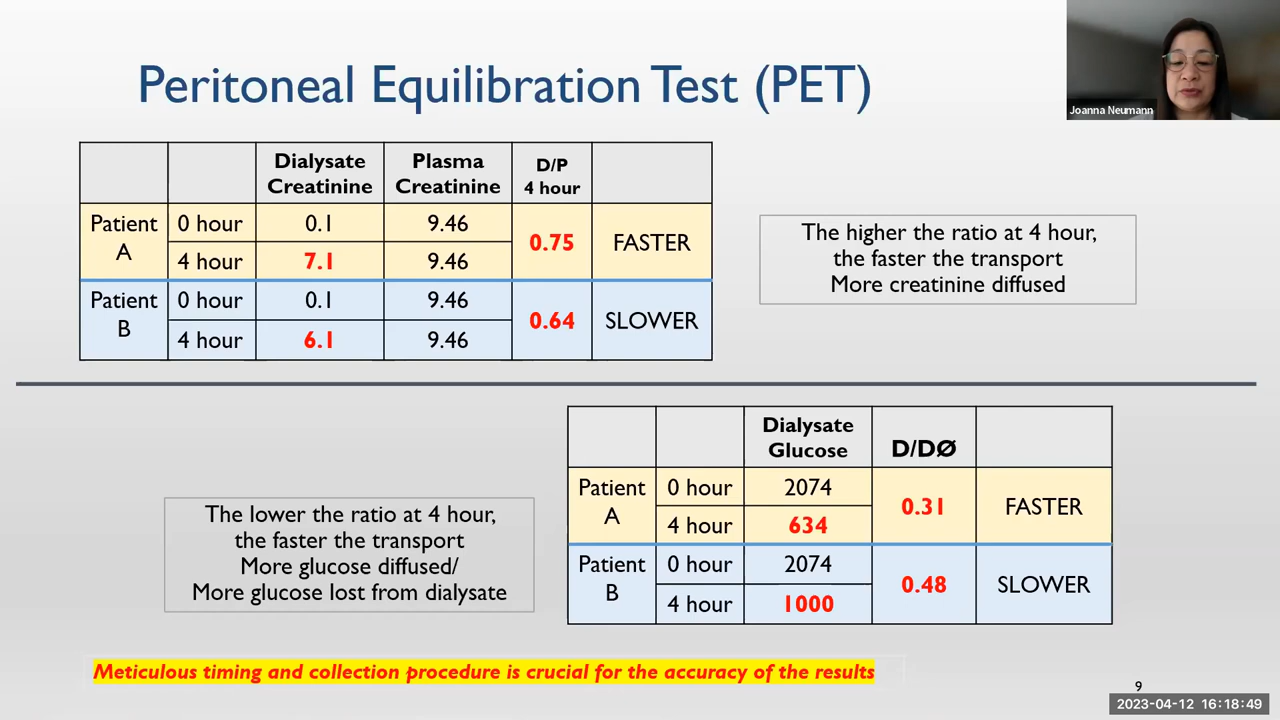 Peritoneal Equilibration Test (PET)
Joanna Neumann
Dialysate Creatinine Plasma Creatinine D/P 4 hour
Patient A 0 hour 0.1 9.46 0.75 FASTER
4 hour 7.1 9.46
Patient B 0 hour 0.1 9.46 0.64 SLOWER
4 hour 6.1 9.46
The higher the ratio at 4 hour,
the faster the transport
More creatinine diffused
Dialysate Glucose D/DØ
Patient A 0 hour 2074 0.31 FASTER
4 hour 634
Patient B 0 hour 2074 0.48 SLOWER
4 hour 1000
The lower the ratio at 4 hour,
the faster the transport
More glucose diffused/
More glucose lost from dialysate
Meticulous timing and collection procedure is crucial for the accuracy of the results
9
2023-04-12 16:18:49